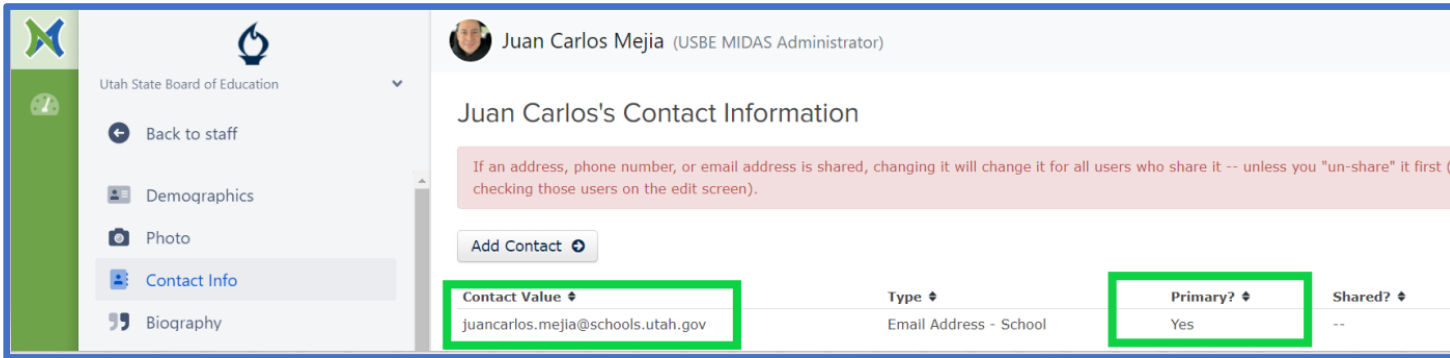 Juan Carlos Mejia (USBE MIDAS Administrator)
Utah State Board of Education
Back to staff
Demographics
Photo
Contact Info
Biography
Juan Carlos's Contact Information
If an address, phone number, or email address is shared, changing it will change it for all users who share it -- unless you "un-share" it first (
checking those users on the edit screen).
Add Contact
Contact Value Type Primary? Shared?
juancarlos.mejia@schools.utah.gov Email Address - School Yes --